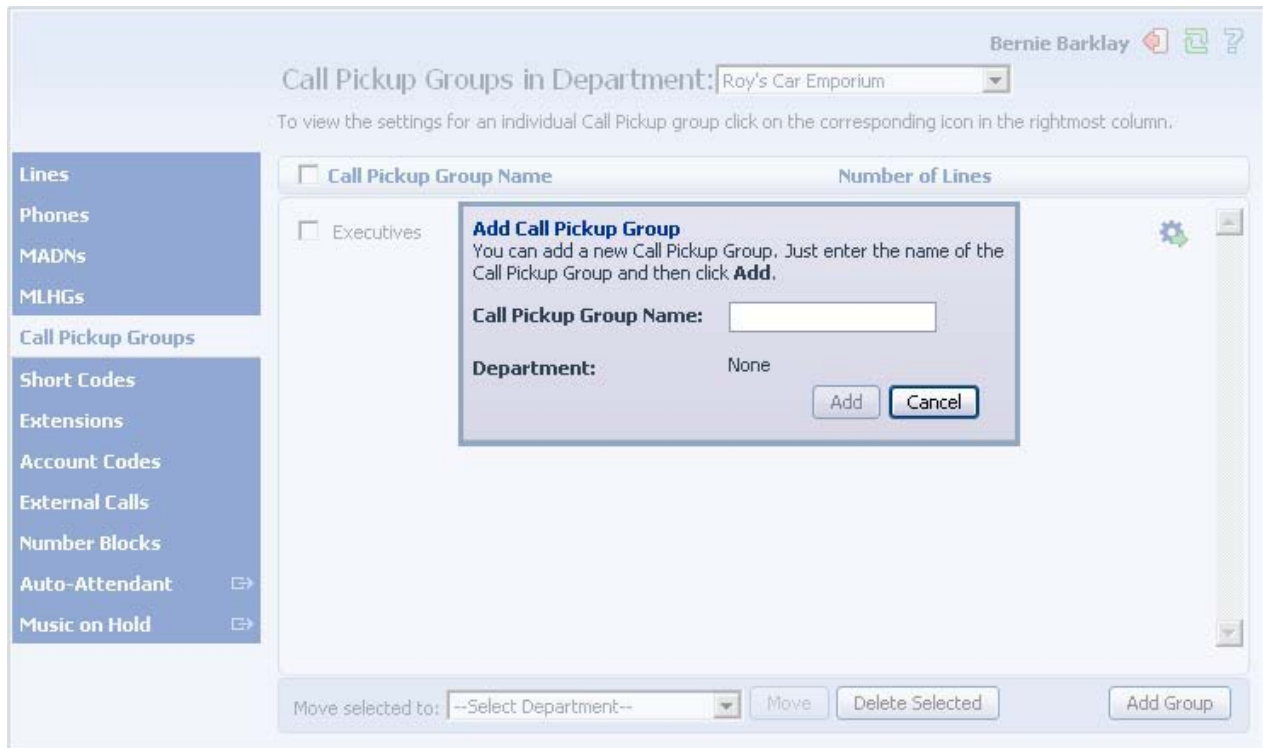 Bernie Barklay
Call Pickup Groups in Department: Roy's Car Emporium
To view the settings for an individual Call Pickup group click on the corresponding icon in the rightmost column.
Lines
Phones
MADNs
MLHGs
Call Pickup Groups
Short Codes
Extensions
Account Codes
External Calls
Number Blocks
Auto-Attendant
Music on Hold
Call Pickup Group Name Number of Lines
Executives
Add Call Pickup Group
You can add a new Call Pickup Group. Just enter the name of the
Call Pickup Group and then click Add.
Call Pickup Group Name:
Department: None
Add Cancel
Move selected to: --Select Department-- Move Delete Selected Add Group